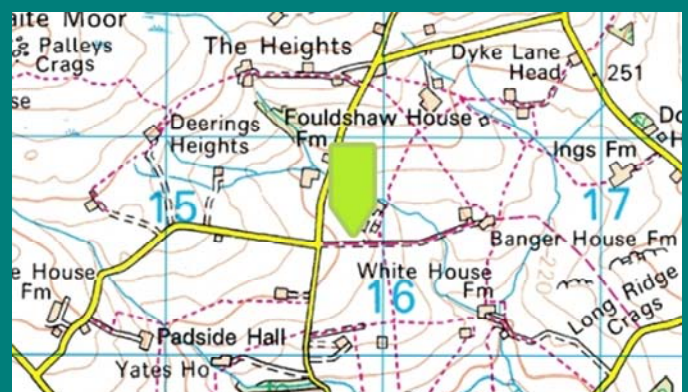 aite Moor
Palleys
Crags
The Heights
Dyke Lane
Head
251
se
Fouldshaw House
Fm
Deerings
Heights
Do
Ings Fm
15
17
Banger House Fm
e House
Fm
White House
Fm
220
16
Long Ridge
Crags
Padside Hall
Yates Ho